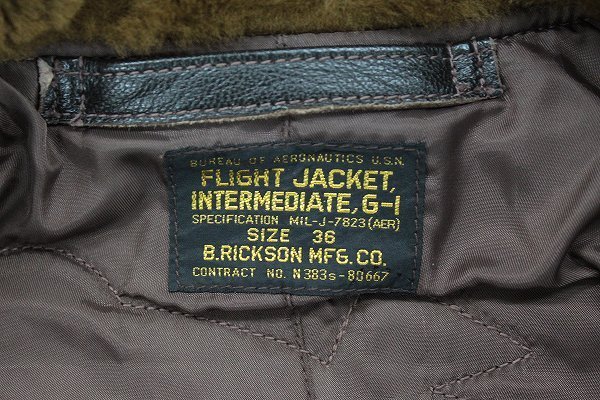 BUREAU OF AERONAUTICS U.S.N.
FLIGHT JACKET,
INTERMEDIATE, G-1
SPECIFICATION MIL-J-7823 (AER)
SIZE 36
B.RICKSON MFG. CO.
CONTRACT NO. N383s-80667